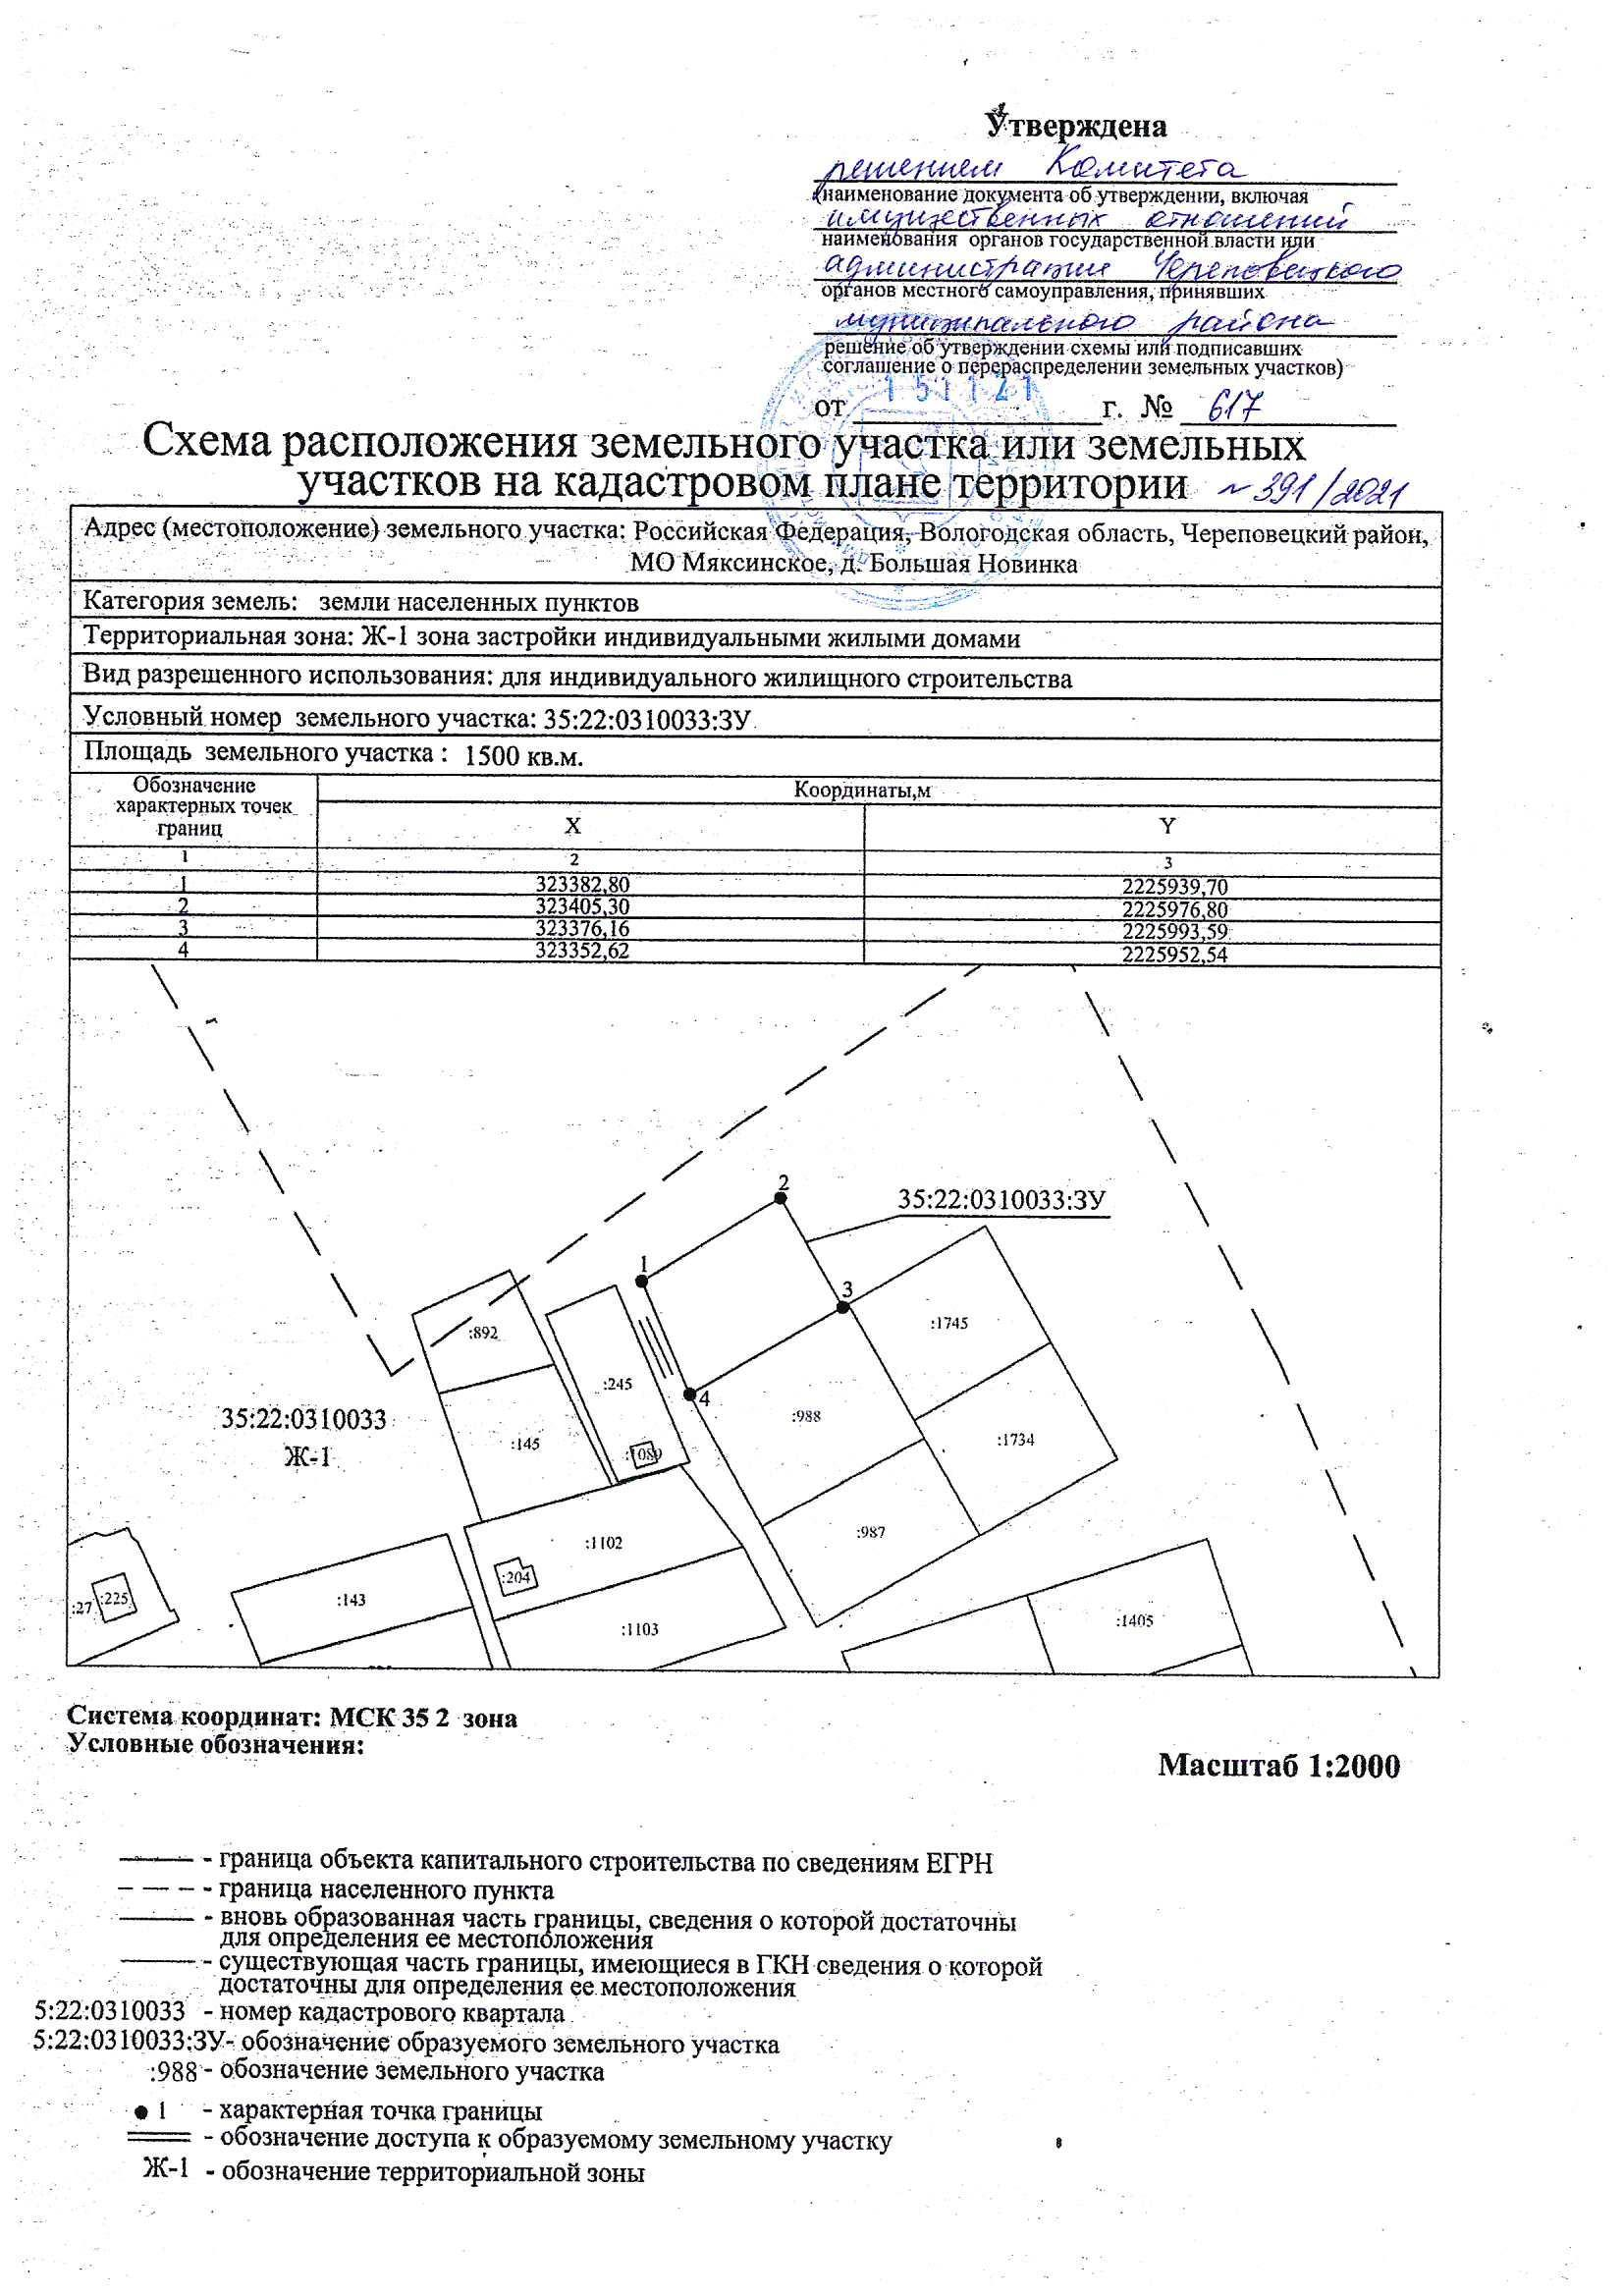 Утверждена
решением Комитета
(наименование документа об утверждении, включая
имущественных отношений
наименования органов государственной власти или
администрации Череповецкого
органов местного самоуправления, принявших
муниципального района
решение об утверждении схемы или подписавших
соглашение о перераспределении земельных участков)
от 151121 г. № 617
Схема расположения земельного участка или земельных
участков на кадастровом плане территории ~ 391/2021
Адрес (местоположение) земельного участка: Российская Федерация, Вологодская область, Череповецкий район,
МО Мяксинское, д. Большая Новинка
Категория земель: земли населенных пунктов
Территориальная зона: Ж-1 зона застройки индивидуальными жилыми домами
Вид разрешенного использования: для индивидуального жилищного строительства
Условный номер земельного участка: 35:22:0310033:ЗУ
Площадь земельного участка : 1500 кв.м.
Обозначение
характерных точек
границ
Координаты,м
X Y
1 2 3
1 323382,80 2225939,70
2 323405,30 2225976,80
3 323376,16 2225993,59
4 323352,62 2225952,54
2
35:22:0310033:ЗУ
1
3
:892
:1745
:245
4
35:22:0310033
:988
Ж-1
:145
:1089
:1734
:987
:1102
:204
:225
:27
:143
:1103
:1405
Система координат: МСК 35 2 зона
Условные обозначения:
Масштаб 1:2000
- граница объекта капитального строительства по сведениям ЕГРН
- граница населенного пункта
- вновь образованная часть границы, сведения о которой достаточны
для определения ее местоположения
- существующая часть границы, имеющиеся в ГКН сведения о которой
достаточны для определения ее местоположения
5:22:0310033 - номер кадастрового квартала
5:22:0310033:ЗУ- обозначение образуемого земельного участка
:988 - обозначение земельного участка
1 - характерная точка границы
- обозначение доступа к образуемому земельному участку
Ж-1 - обозначение территориальной зоны